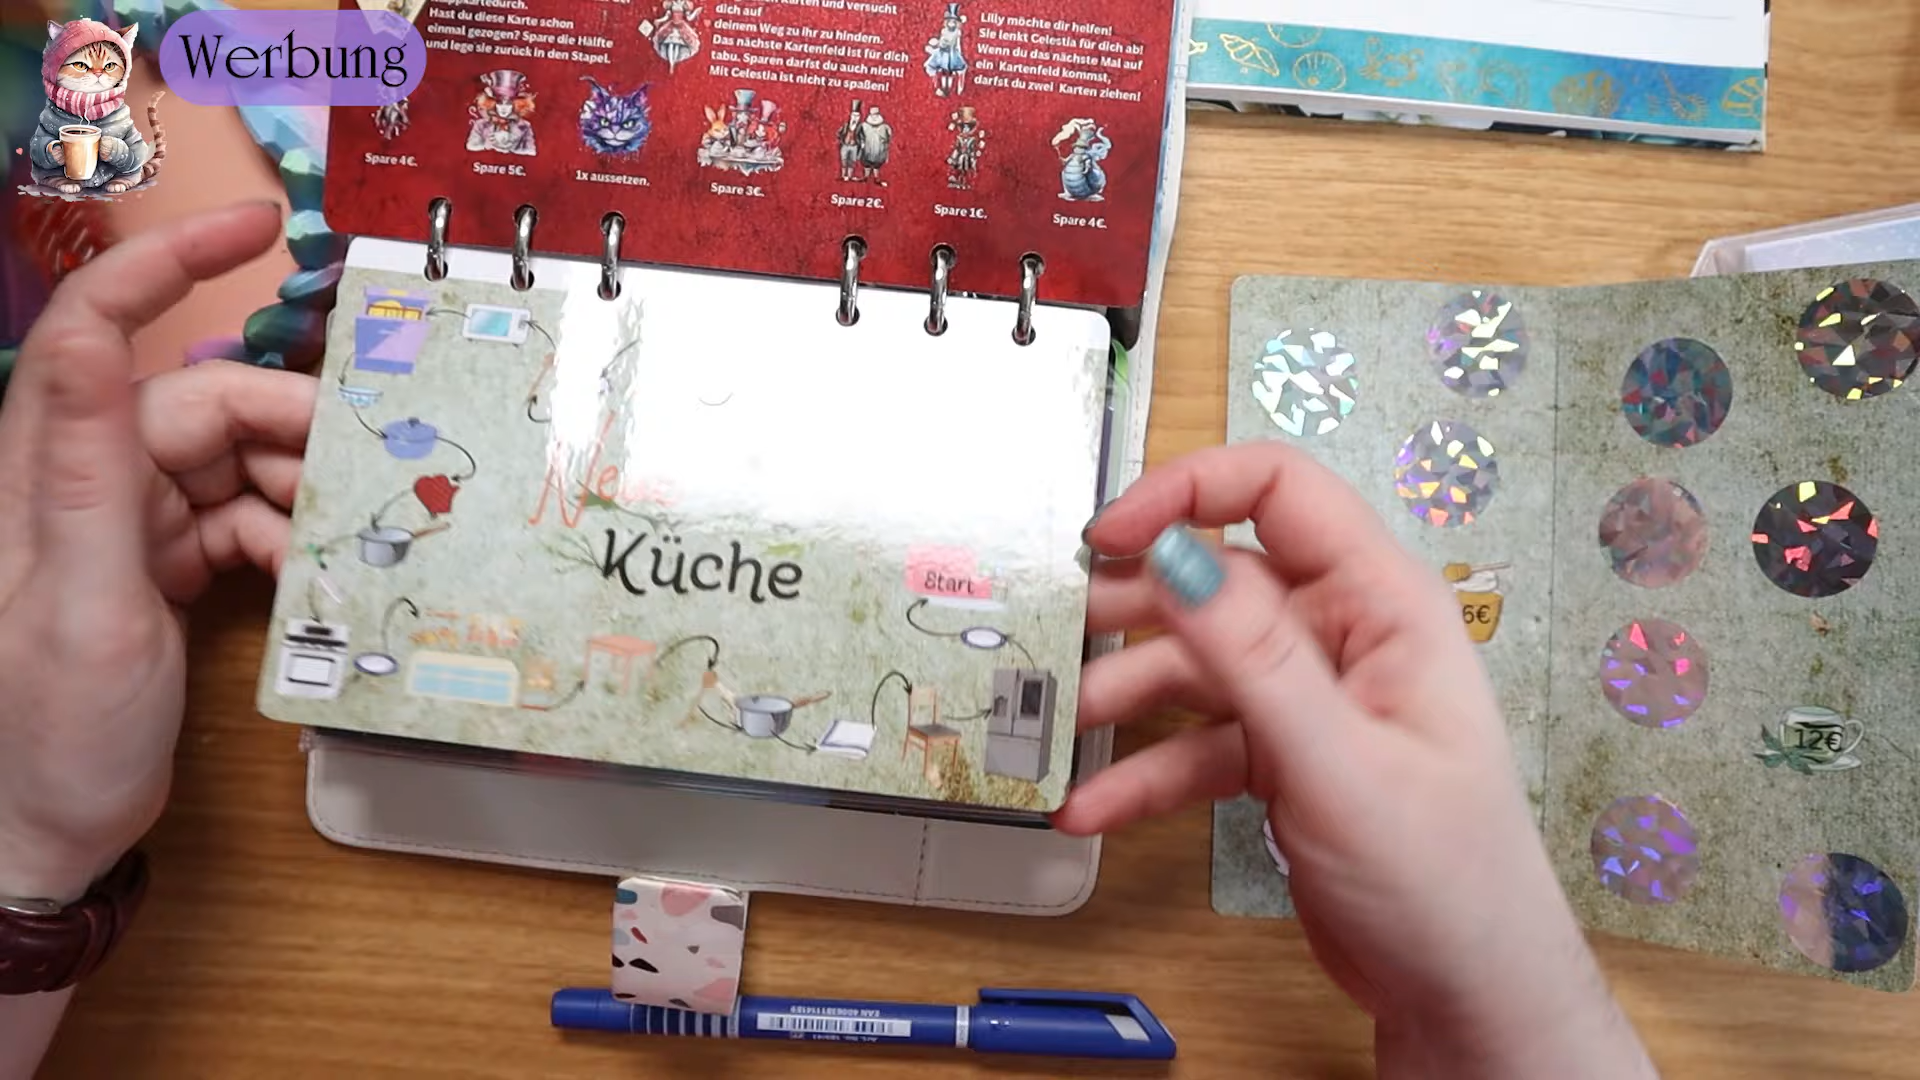 Werbung
Hast du diese Karte schon
einmal gezogen? Spare die Hälfte
und lege sie zurück in den Stapel.
Karten und versucht
dich auf
deinem Weg zu ihr zu hindern.
Das nächste Kartenfeld ist für dich
tabu. Sparen darfst du auch nicht!
Mit Celestia ist nicht zu spaßen!
Lilly möchte dir helfen!
Sie lenkt Celestia für dich ab!
Wenn du das nächste Mal auf
ein Kartenfeld kommst,
darfst du zwei Karten ziehen!
Spare 4€.
Spare 5€.
1x aussetzen.
Spare 3€.
Spare 2€.
Spare 1€.
Spare 4€.
Neue
Küche
Start
6€
12€